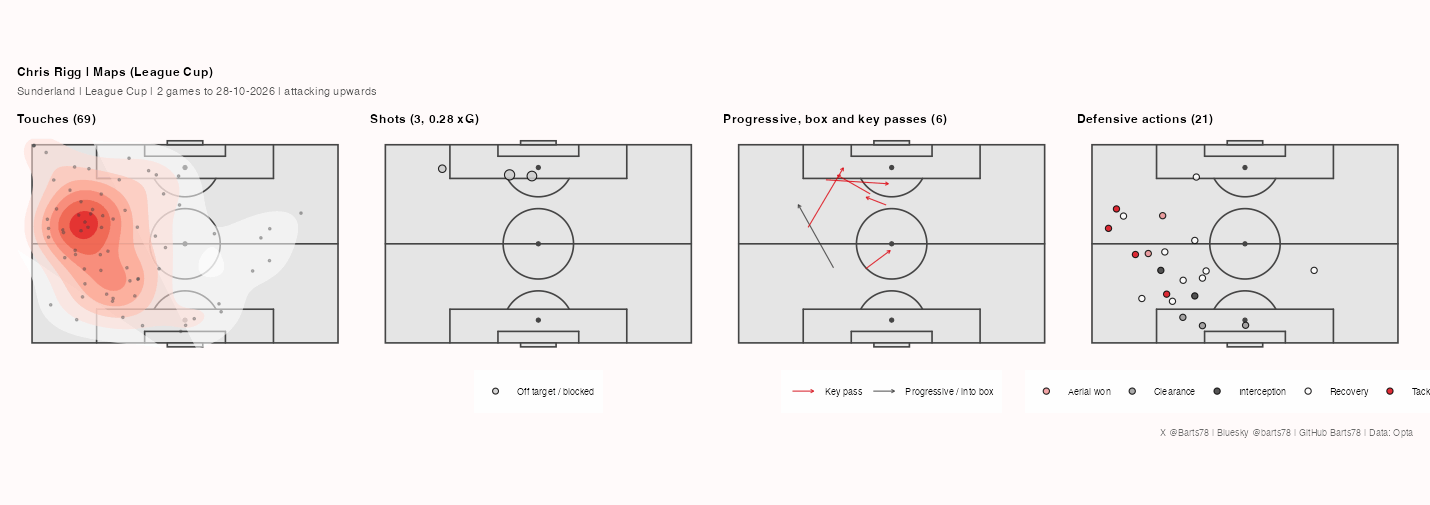 Chris Rigg | Maps (League Cup)
Sunderland | League Cup | 2 games to 28-10-2026 | attacking upwards
Touches (69)
Shots (3, 0.28 xG)
Progressive, box and key passes (6)
Defensive actions (21)
Off target / blocked
Key pass
Progressive / into box
Aerial won
Clearance
Interception
Recovery
Tack
X @Barts78 | Bluesky @barts78 | GitHub Barts78 | Data: Opta